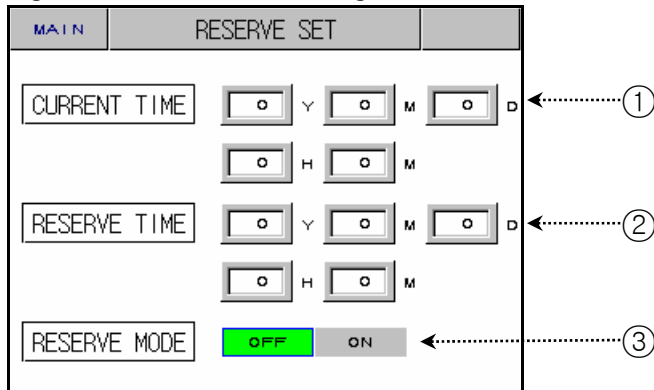 MAIN RESERVE SET
CURRENT TIME 0 Y 0 M 0 D ①
0 H 0 M
RESERVE TIME 0 Y 0 M 0 D ②
0 H 0 M
RESERVE MODE OFF ON ③